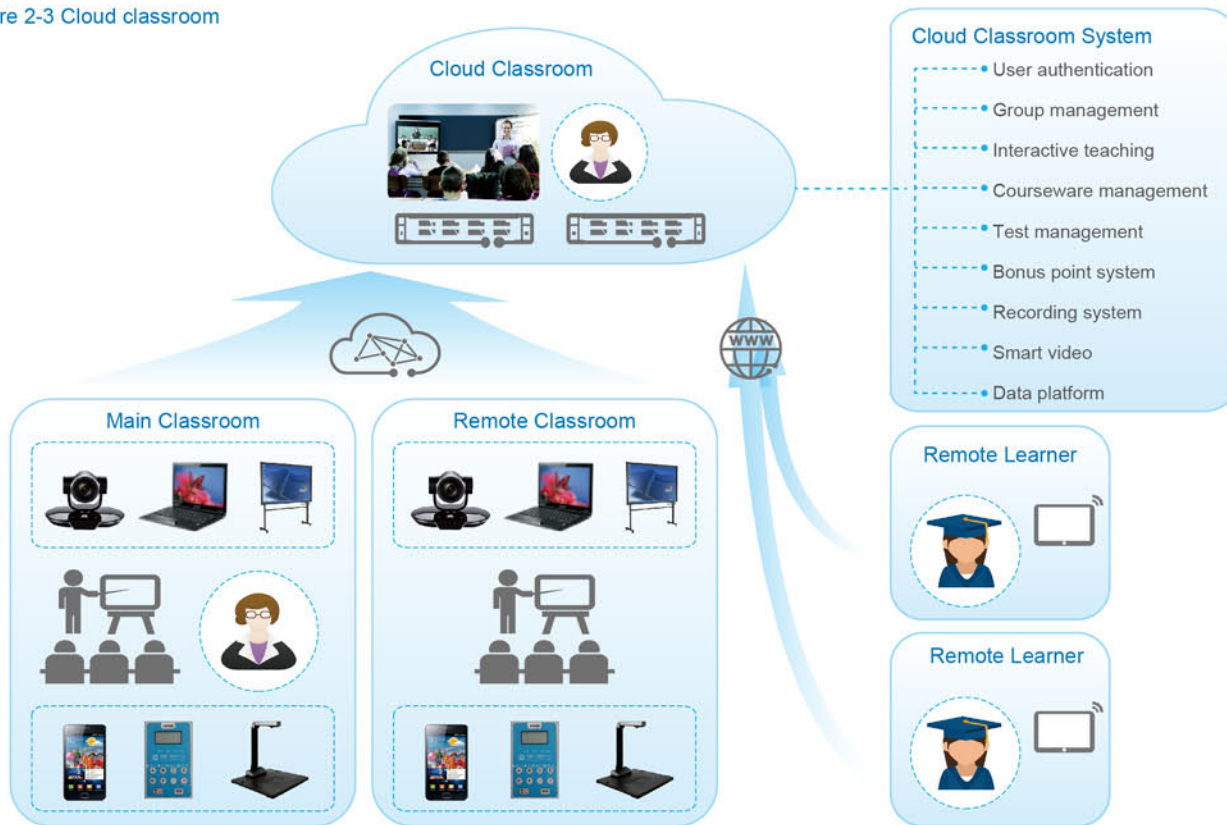 re 2-3 Cloud classroom
Cloud Classroom
Cloud Classroom System
User authentication
Group management
Interactive teaching
Courseware management
Test management
Bonus point system
Recording system
Smart video
Data platform
WWW
Main Classroom
Remote Classroom
Remote Learner
Remote Learner